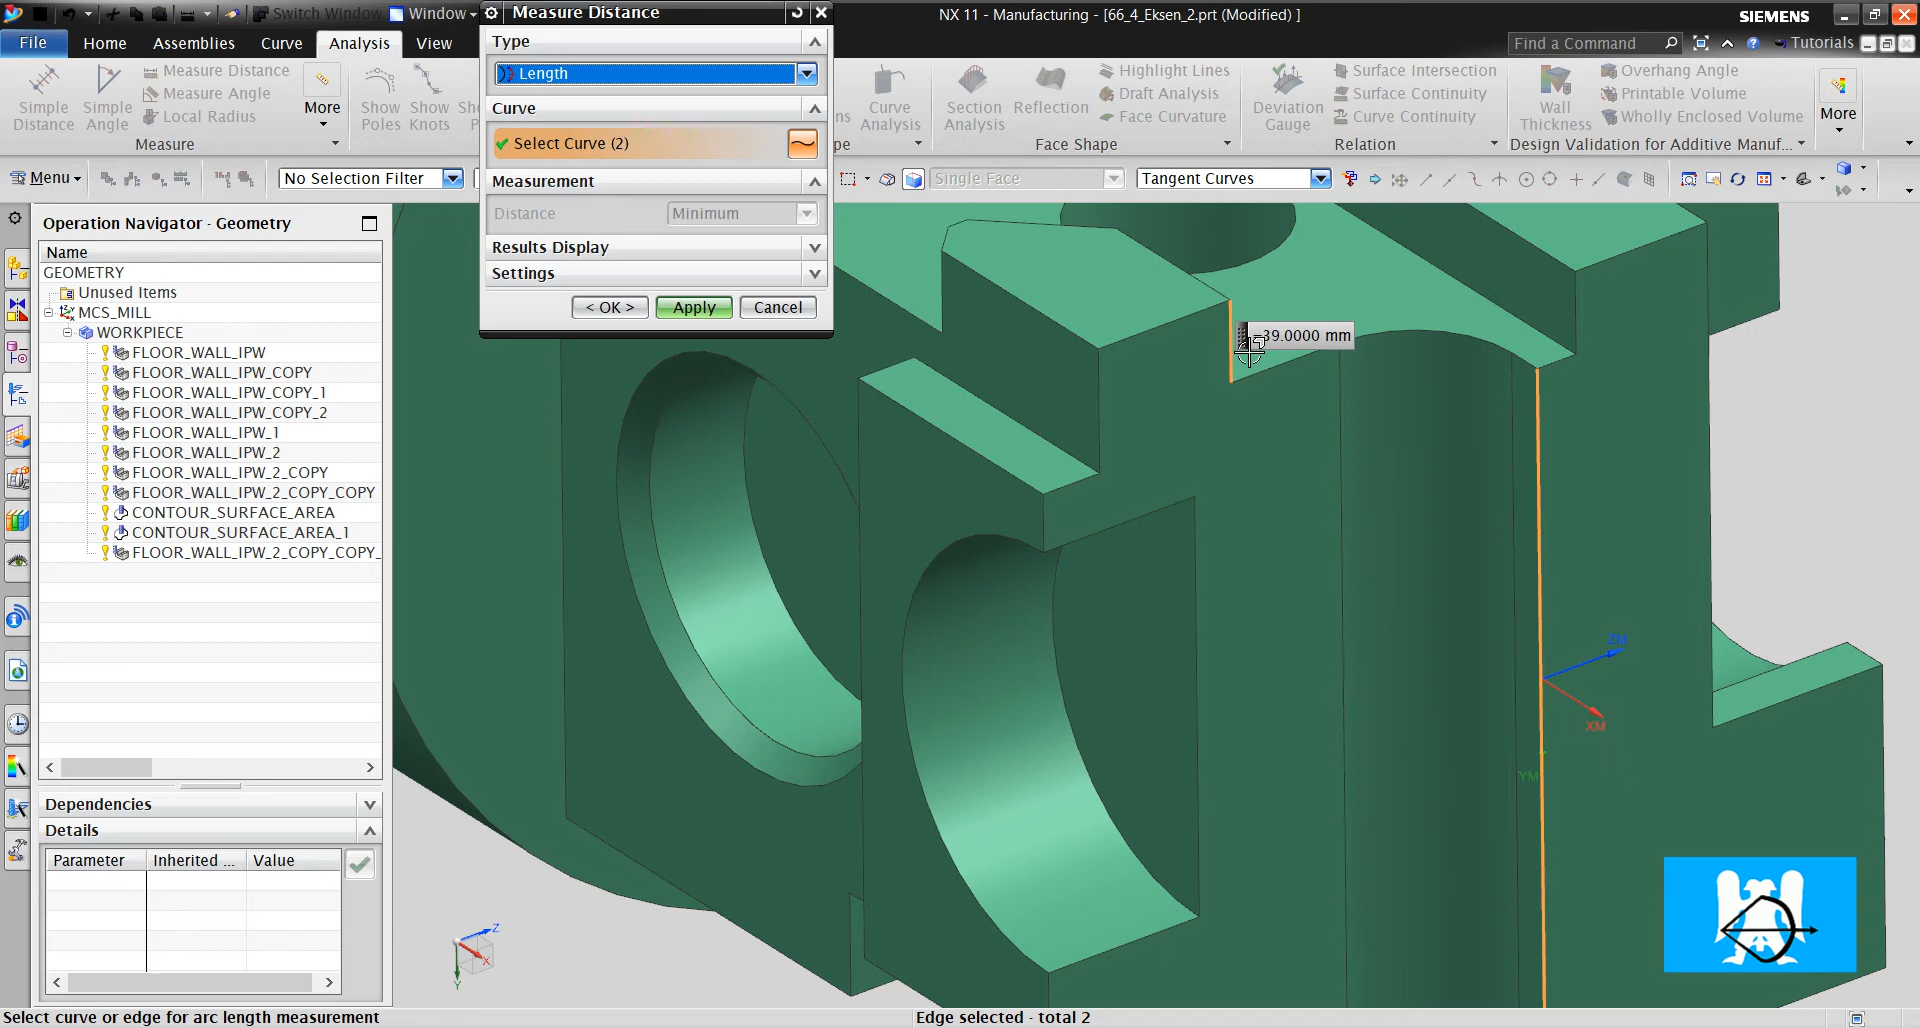 Switch Window
Window
NX 11 - Manufacturing - [66_4_Eksen_2.prt (Modified) ]
SIEMENS
File
Home
Assemblies
Curve
Analysis
View
Find a Command
Tutorials
Simple Distance
Simple Angle
Measure Distance
Measure Angle
Local Radius
More
Measure
Show Poles
Show Knots
Curve Analysis
Section Analysis
Reflection
Highlight Lines
Draft Analysis
Face Curvature
Face Shape
Deviation Gauge
Surface Intersection
Surface Continuity
Curve Continuity
Relation
Wall Thickness
Overhang Angle
Printable Volume
Wholly Enclosed Volume
Design Validation for Additive Manuf...
More
Menu
No Selection Filter
Single Face
Tangent Curves
Measure Distance
Type
Length
Curve
Select Curve (2)
Measurement
Distance
Minimum
Results Display
Settings
< OK >
Apply
Cancel
Operation Navigator - Geometry
Name
GEOMETRY
Unused Items
MCS_MILL
WORKPIECE
FLOOR_WALL_IPW
FLOOR_WALL_IPW_COPY
FLOOR_WALL_IPW_COPY_1
FLOOR_WALL_IPW_COPY_2
FLOOR_WALL_IPW_1
FLOOR_WALL_IPW_2
FLOOR_WALL_IPW_2_COPY
FLOOR_WALL_IPW_2_COPY_COPY
CONTOUR_SURFACE_AREA
CONTOUR_SURFACE_AREA_1
FLOOR_WALL_IPW_2_COPY_COPY_
Dependencies
Details
Parameter
Inherited ...
Value
39.0000 mm
ZM
XM
YM
Z
X
Y
Select curve or edge for arc length measurement
Edge selected - total 2